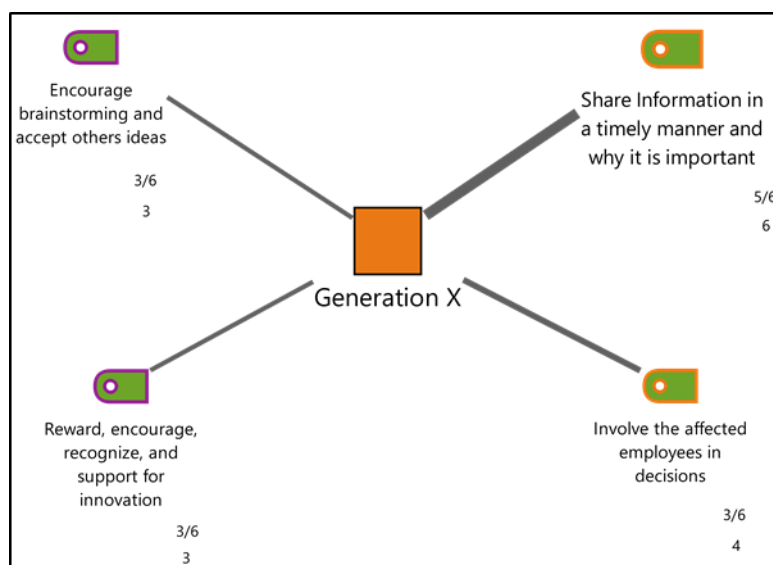 Encourage
brainstorming and
accept others ideas
3/6
3
Share Information in
a timely manner and
why it is important
5/6
6
Generation X
Reward, encourage,
recognize, and
support for
innovation
3/6
3
Involve the affected
employees in
decisions
3/6
4